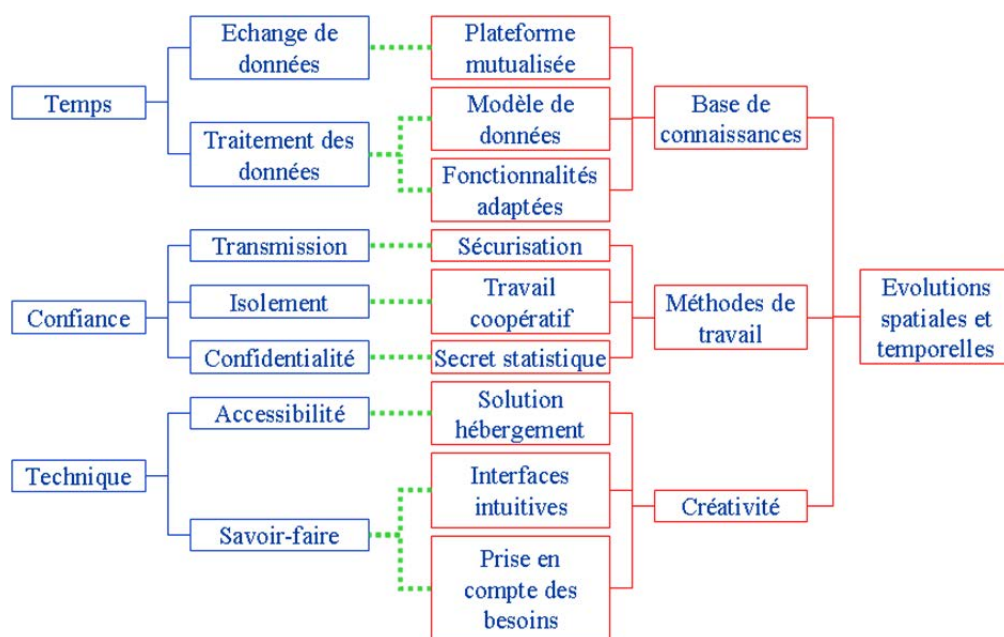 Echange de
données
Plateforme
mutualisée
Temps
Modèle de
données
Base de
connaissances
Traitement des
données
Fonctionnalités
adaptées
Transmission
Sécurisation
Confiance
Isolement
Travail
coopératif
Méthodes de
travail
Evolutions
spatiales et
temporelles
Confidentialité
Secret statistique
Accessibilité
Solution
hébergement
Technique
Interfaces
intuitives
Créativité
Savoir-faire
Prise en
compte des
besoins